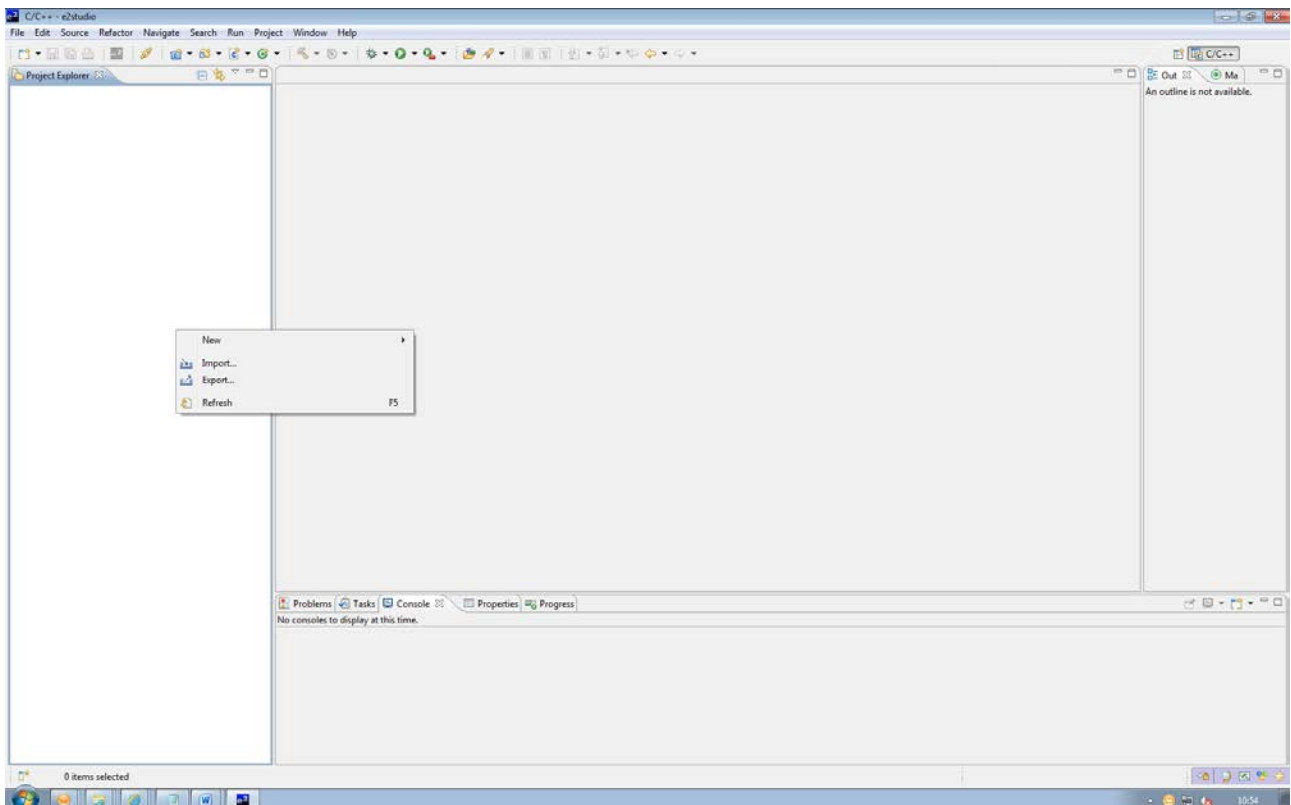 C/C++ - e2studio
File Edit Source Refactor Navigate Search Run Project Window Help
C/C++
Project Explorer
Out Ma
An outline is not available.
New
Import...
Export...
Refresh F5
Problems Tasks Console Properties Progress
No consoles to display at this time.
0 items selected
10:54